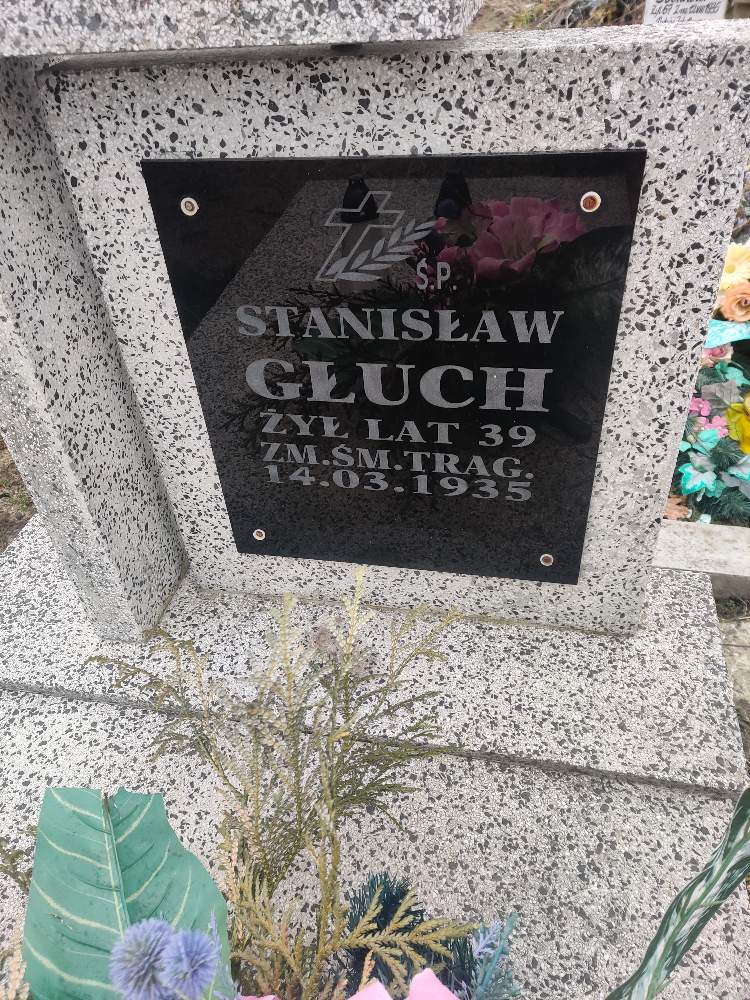 Ś.P.
STANISŁAW
GŁUCH
ŻYŁ LAT 39
ZM.ŚM.TRAG.
14.03.1935